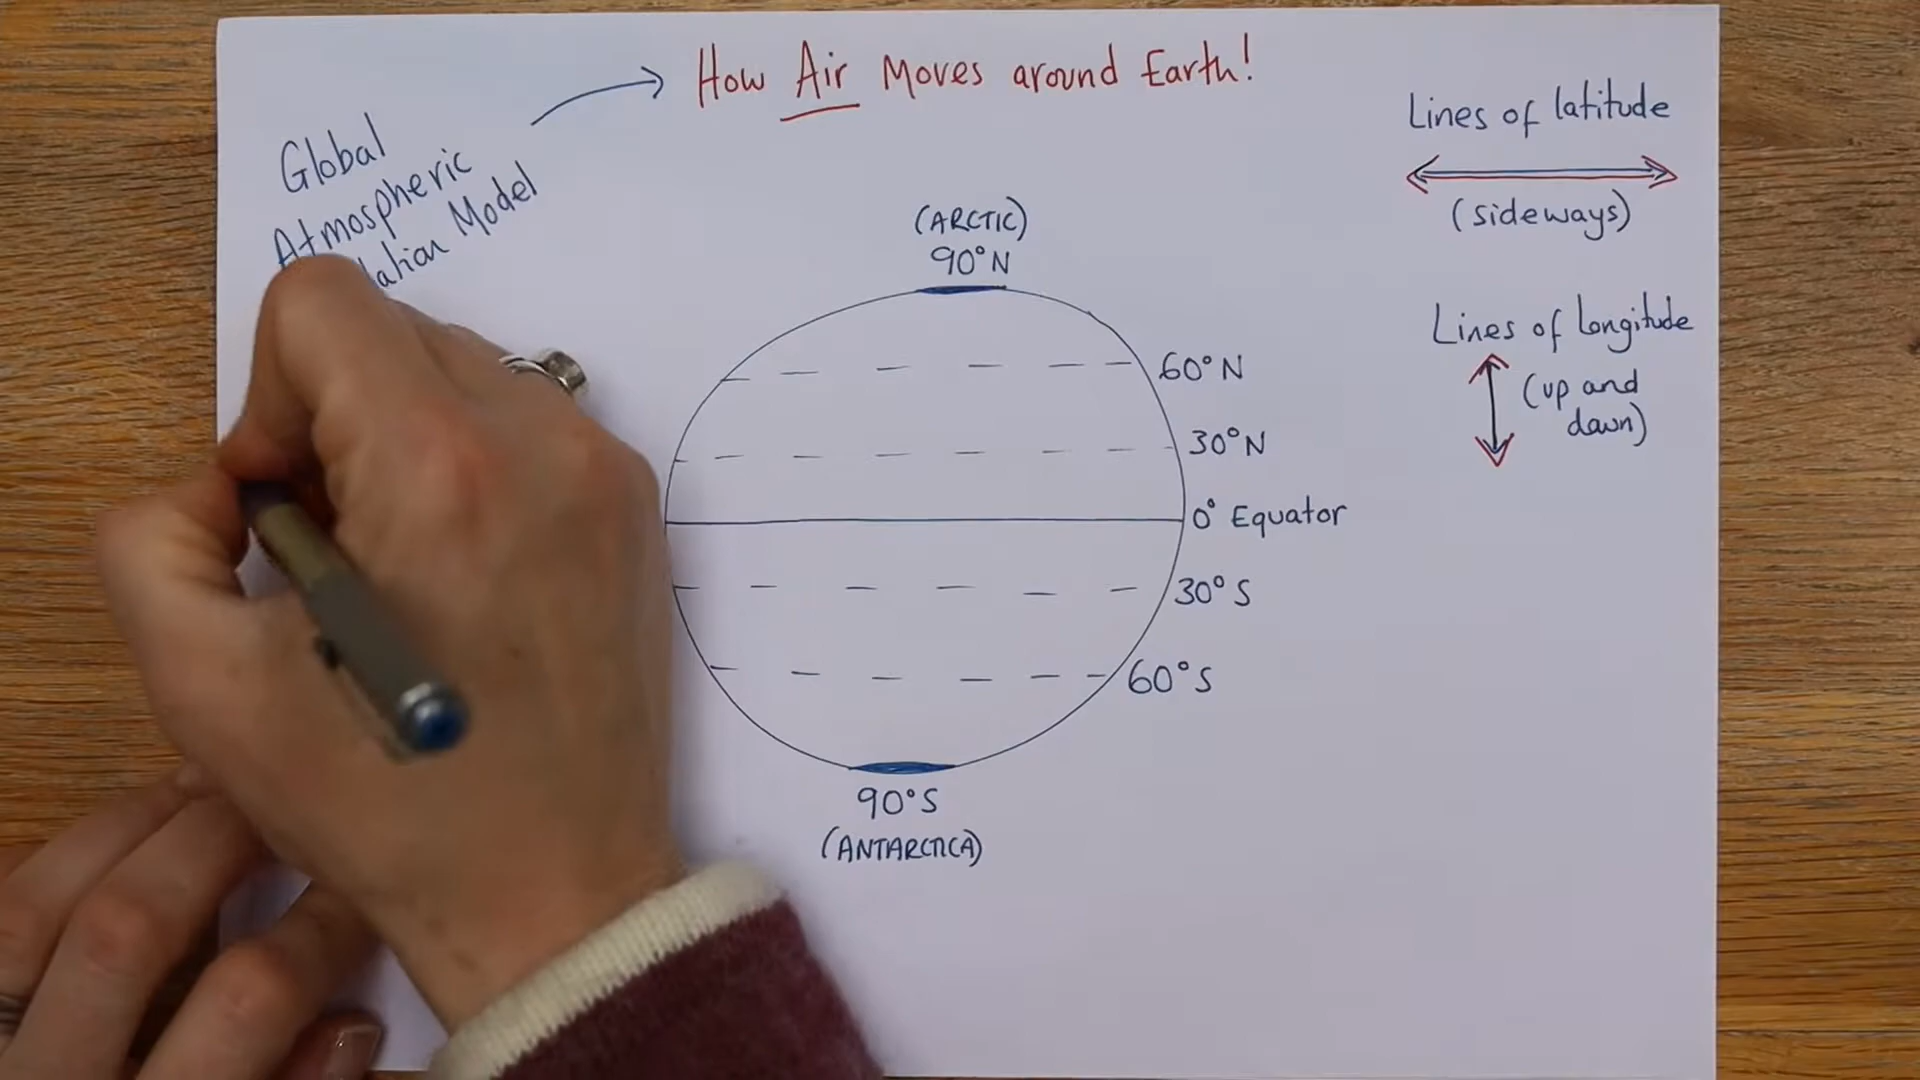 How Air Moves around Earth!
Global
Atmospheric
Model
Lines of latitude
(sideways)
(ARCTIC)
90°N
Lines of longitude
(up and
down)
60°N
30°N
0° Equator
30°S
60°S
90°S
(ANTARCTICA)